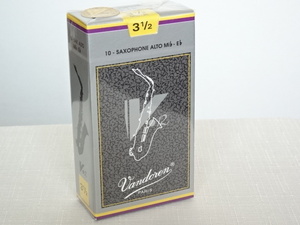 3½
10 - SAXOPHONE ALTO Mib - Eb
V
Vandoren®
PARIS